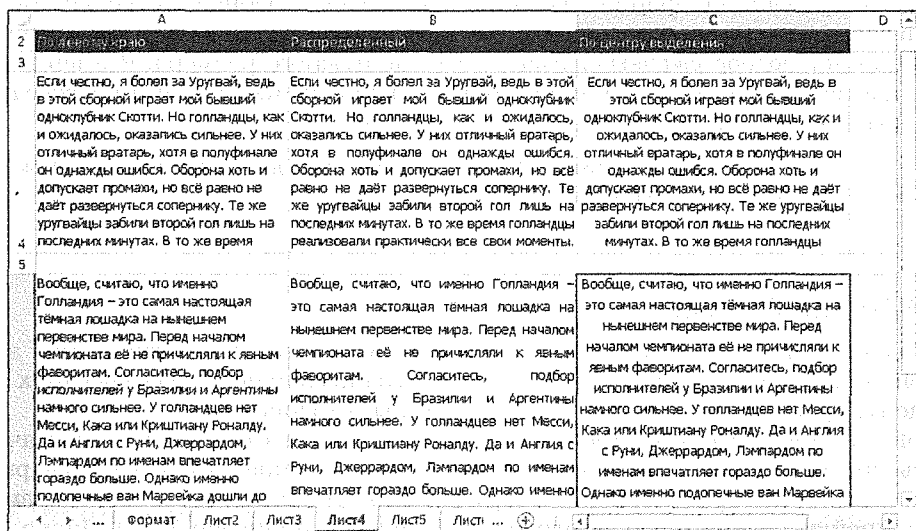 A B C D
2 По левому краю Распределенный По центру выделения
3
Если честно, я болел за Уругвай, ведь
в этой сборной играет мой бывший
одноклубник Скотти. Но голландцы, как
и ожидалось, оказались сильнее. У них
отличный вратарь, хотя в полуфинале
он однажды ошибся. Оборона хоть и
допускает промахи, но всё равно не
даёт развернуться сопернику. Те же
уругвайцы забили второй гол лишь на
последних минутах. В то же время
Если честно, я болел за Уругвай, ведь в этой
сборной играет мой бывший одноклубник
Скотти. Но голландцы, как и ожидалось,
оказались сильнее. У них отличный вратарь,
хотя в полуфинале он однажды ошибся.
Оборона хоть и допускает промахи, но всё
равно не даёт развернуться сопернику. Те
же уругвайцы забили второй гол лишь на
последних минутах. В то же время голландцы
реализовали практически все свои моменты.
Если честно, я болел за Уругвай, ведь в
этой сборной играет мой бывший
одноклубник Скотти. Но голландцы, как и
ожидалось, оказались сильнее. У них
отличный вратарь, хотя в полуфинале он
однажды ошибся. Оборона хоть и
допускает промахи, но всё равно не даёт
развернуться сопернику. Те же уругвайцы
забили второй гол лишь на последних
минутах. В то же время голландцы
4
5
Вообще, считаю, что именно
Голландия – это самая настоящая
тёмная лошадка на нынешнем
первенстве мира. Перед началом
чемпионата её не причисляли к явным
фаворитам. Согласитесь, подбор
исполнителей у Бразилии и Аргентины
намного сильнее. У голландцев нет
Месси, Кака или Криштиану Роналду.
Да и Англия с Руни, Джеррардом,
Лэмпардом по именам впечатляет
гораздо больше. Однако именно
подопечные ван Марвейка дошли до
Вообще, считаю, что именно Голландия –
это самая настоящая тёмная лошадка на
нынешнем первенстве мира. Перед началом
чемпионата её не причисляли к явным
фаворитам. Согласитесь, подбор
исполнителей у Бразилии и Аргентины
намного сильнее. У голландцев нет Месси,
Кака или Криштиану Роналду. Да и Англия с
Руни, Джеррардом, Лэмпардом по именам
впечатляет гораздо больше. Однако именно
Вообще, считаю, что именно Голландия –
это самая настоящая тёмная лошадка на
нынешнем первенстве мира. Перед
началом чемпионата её не причисляли к
явным фаворитам. Согласитесь, подбор
исполнителей у Бразилии и Аргентины
намного сильнее. У голландцев нет Месси,
Кака или Криштиану Роналду. Да и Англия
с Руни, Джеррардом, Лэмпардом по
именам впечатляет гораздо больше.
Однако именно подопечные ван Марвейка
... Формат Лист2 Лист3 Лист4 Лист5 Лист ...